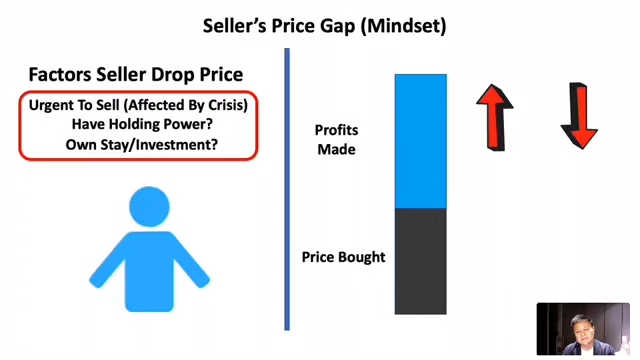 Seller's Price Gap (Mindset)
Factors Seller Drop Price
Urgent To Sell (Affected By Crisis)
Have Holding Power?
Own Stay/Investment?
Profits
Made
Price Bought